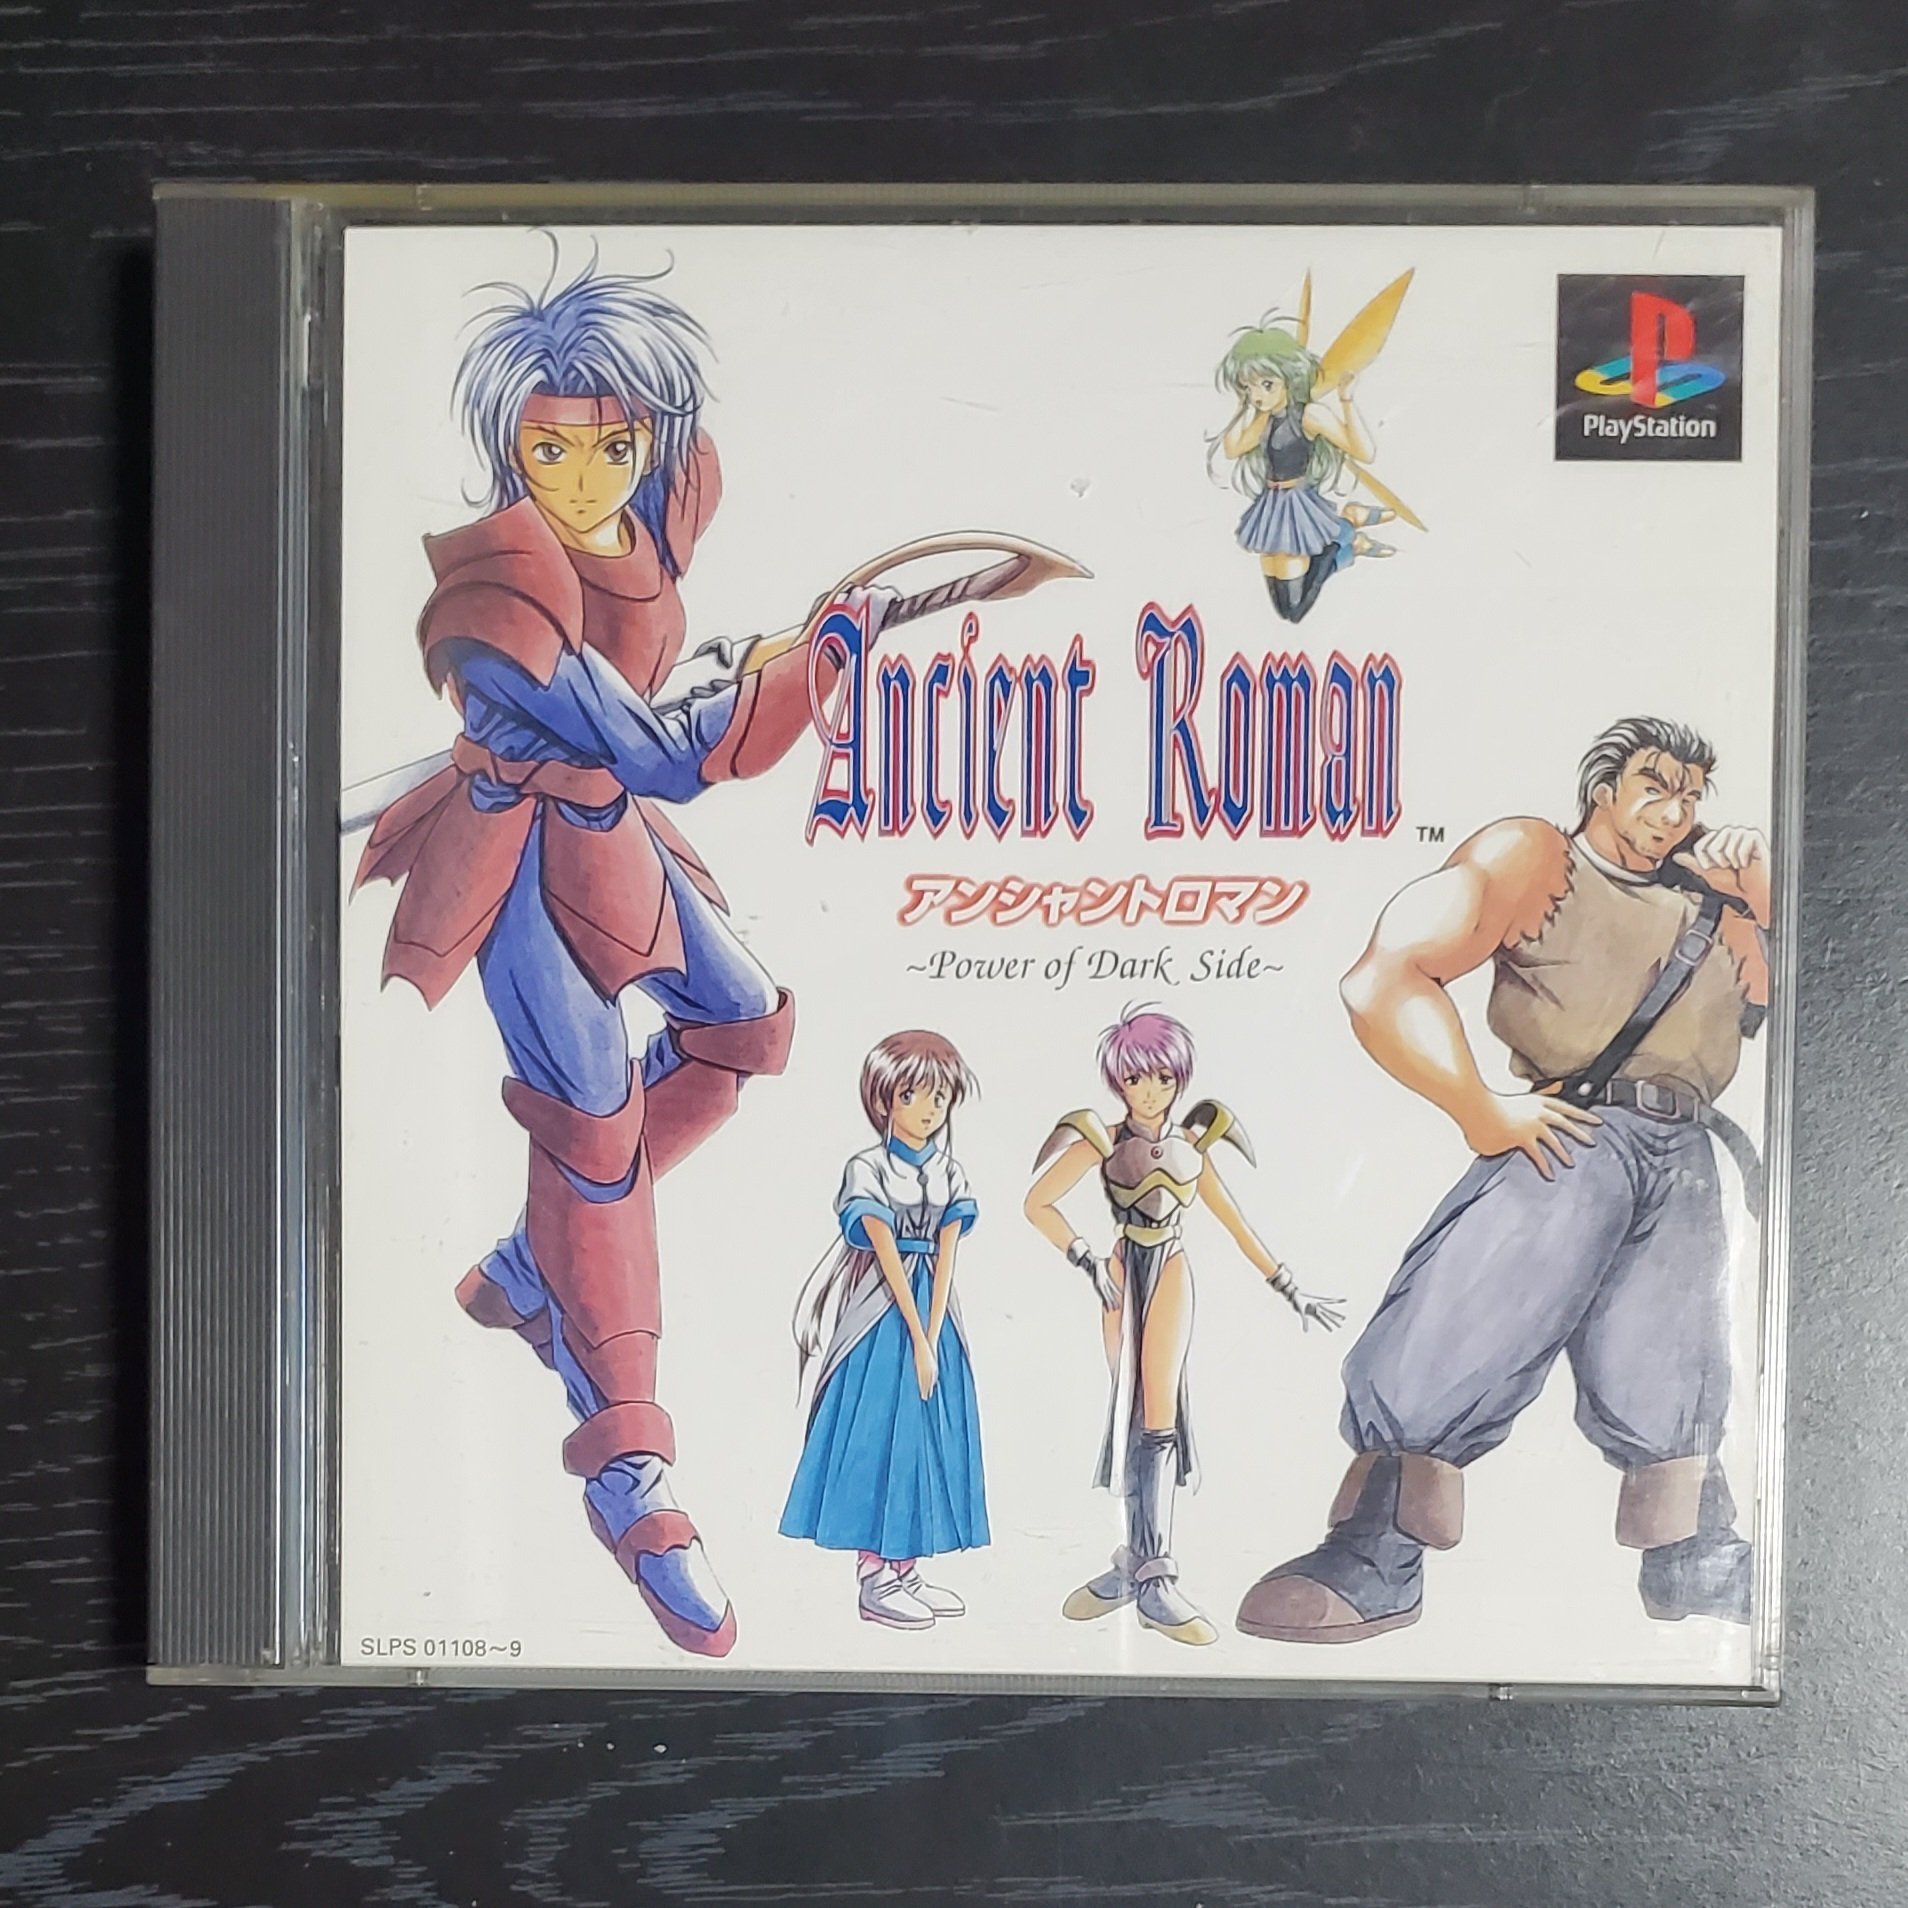 PlayStation
Ancient Roman ™
アンシャントロマン
~Power of Dark Side~
SLPS 01108～9